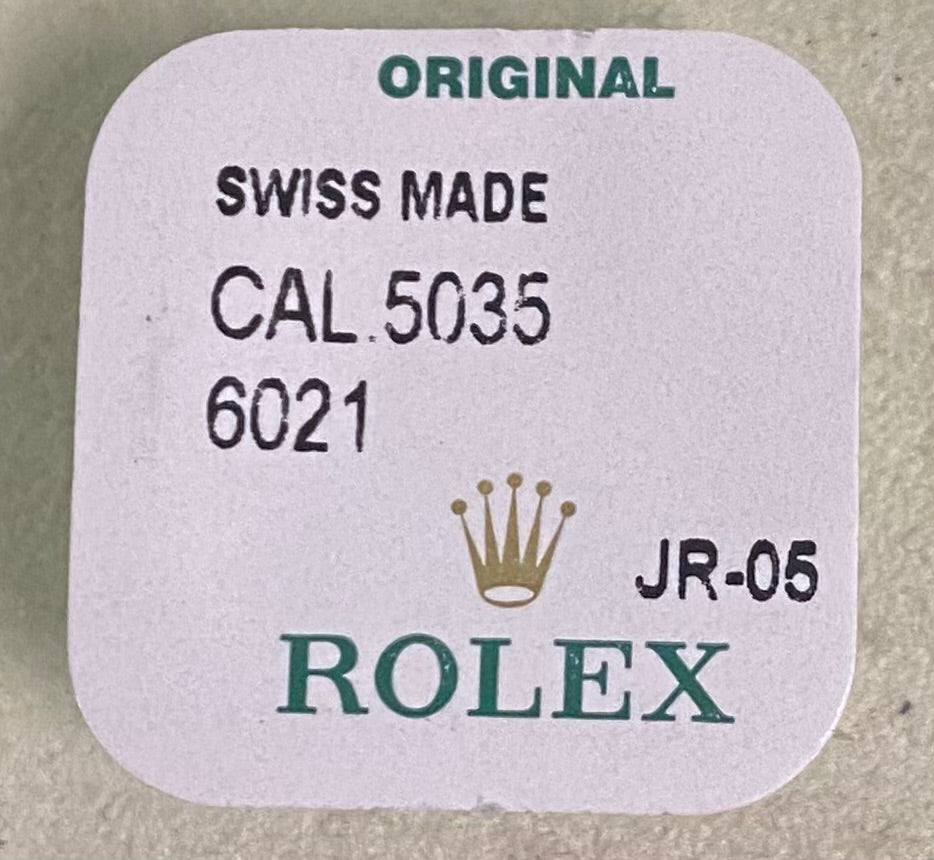 ORIGINAL
SWISS MADE
CAL.5035
6021
JR-05
ROLEX